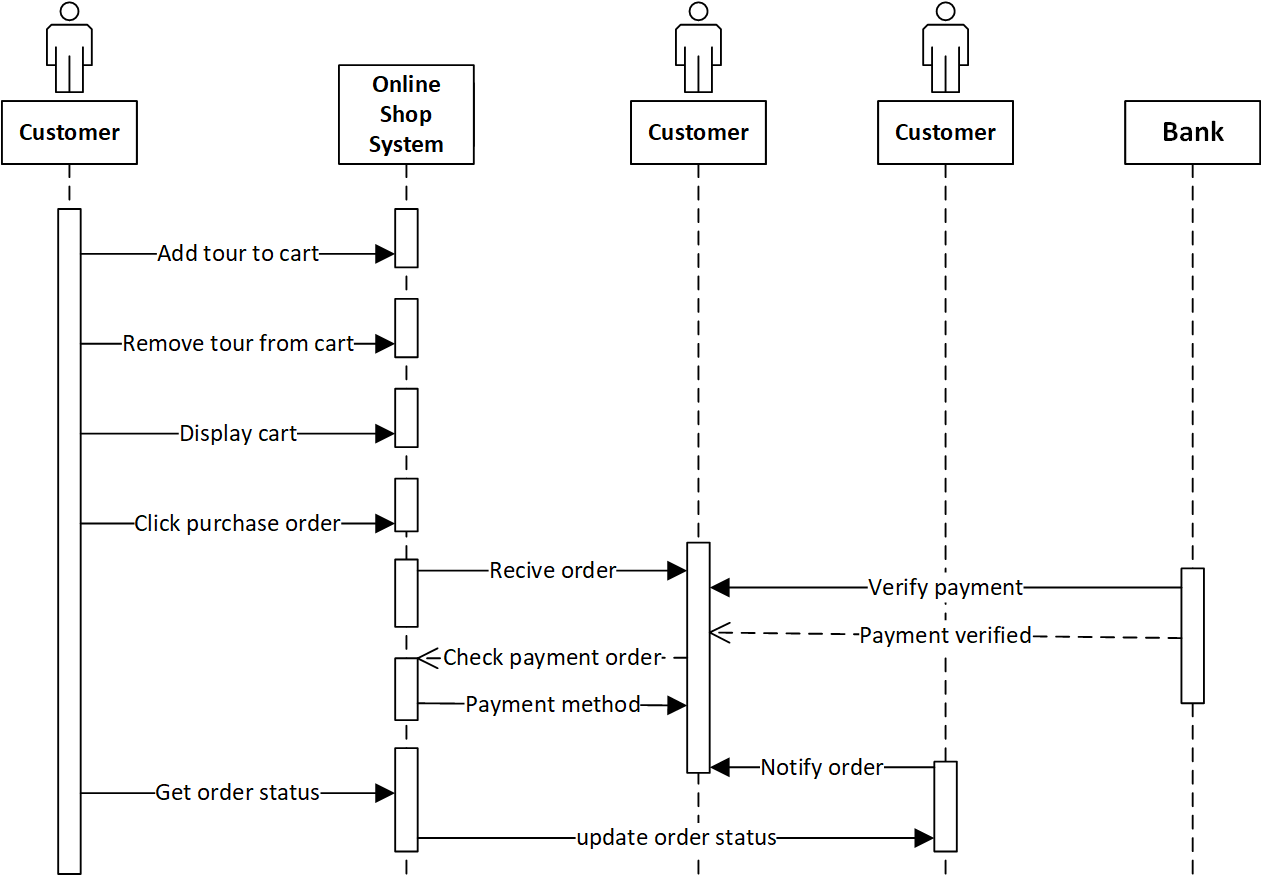 Customer
Online
Shop
System
Customer
Customer
Bank
Add tour to cart
Remove tour from cart
Display cart
Click purchase order
Recive order
Verify payment
Payment verified
Check payment order
Payment method
Notify order
Get order status
update order status